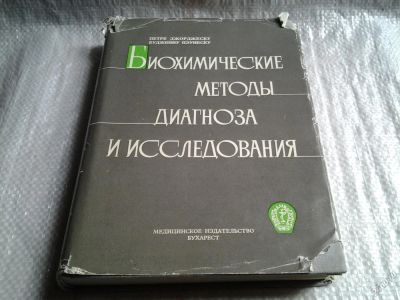 ПЕТРЕ ДЖОРДЖЕСКУ
ЕУДЖЕНИУ ПЭУНЕСКУ
БИОХИМИЧЕСКИЕ
МЕТОДЫ
ДИАГНОЗА
И ИССЛЕДОВАНИЯ
МЕДИЦИНСКОЕ ИЗДАТЕЛЬСТВО
БУХАРЕСТ